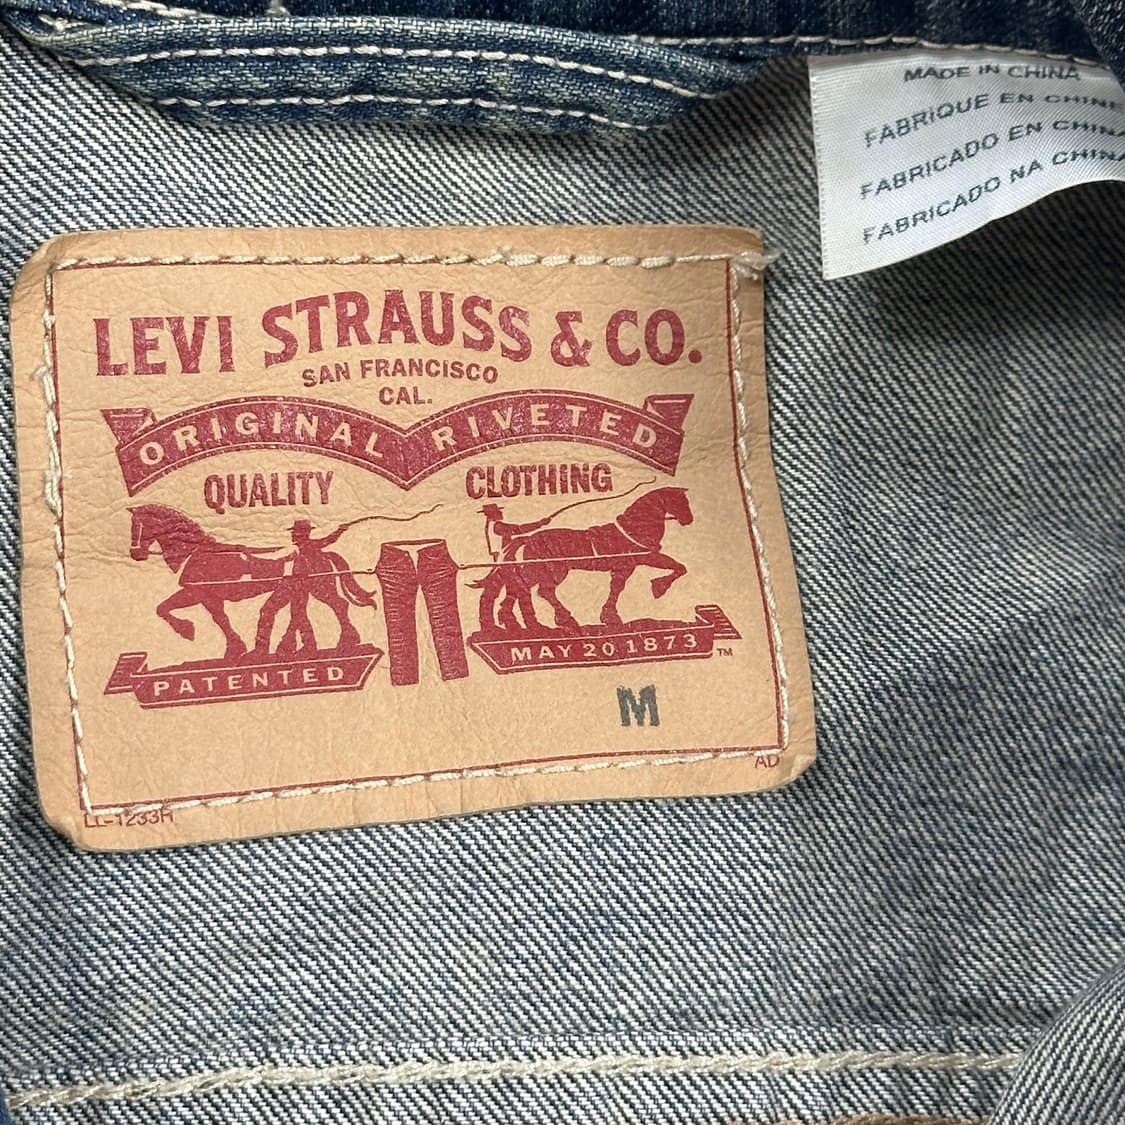 MADE IN CHINA
FABRIQUE EN CHINE
FABRICADO EN CHINA
FABRICADO NA CHINA
LEVI STRAUSS & CO.
SAN FRANCISCO
CAL.
ORIGINAL RIVETED
QUALITY CLOTHING
PATENTED MAY 20 1873 ™
M
AD
LL-1233H